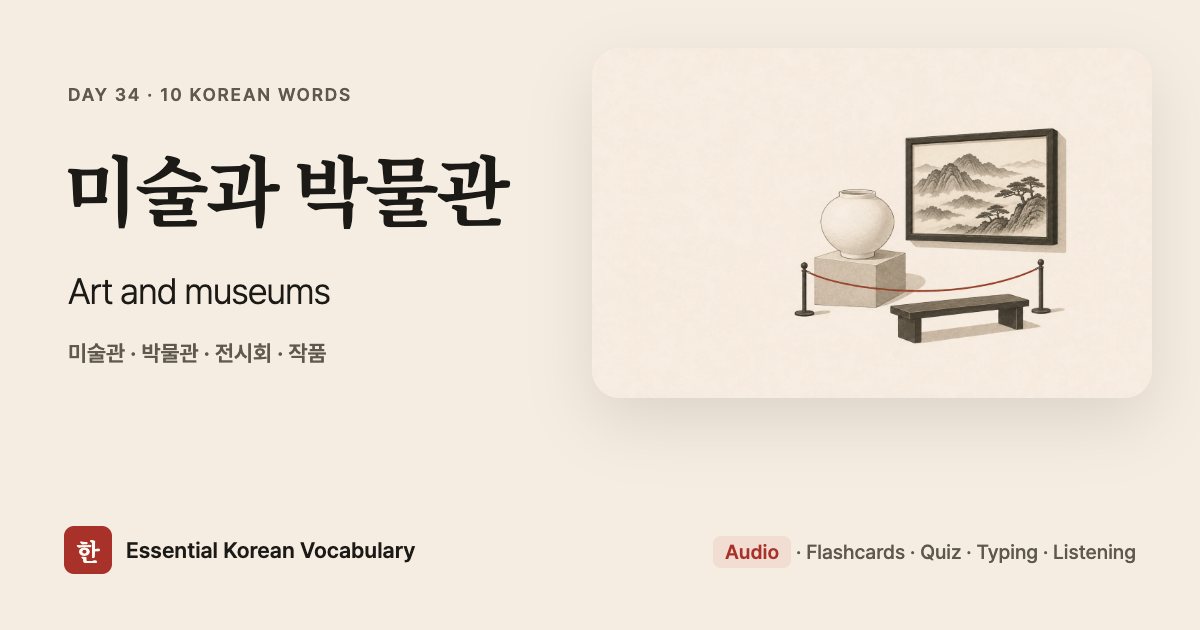 DAY 34 · 10 KOREAN WORDS
미술과 박물관
Art and museums
미술관 · 박물관 · 전시회 · 작품
한 Essential Korean Vocabulary
Audio · Flashcards · Quiz · Typing · Listening